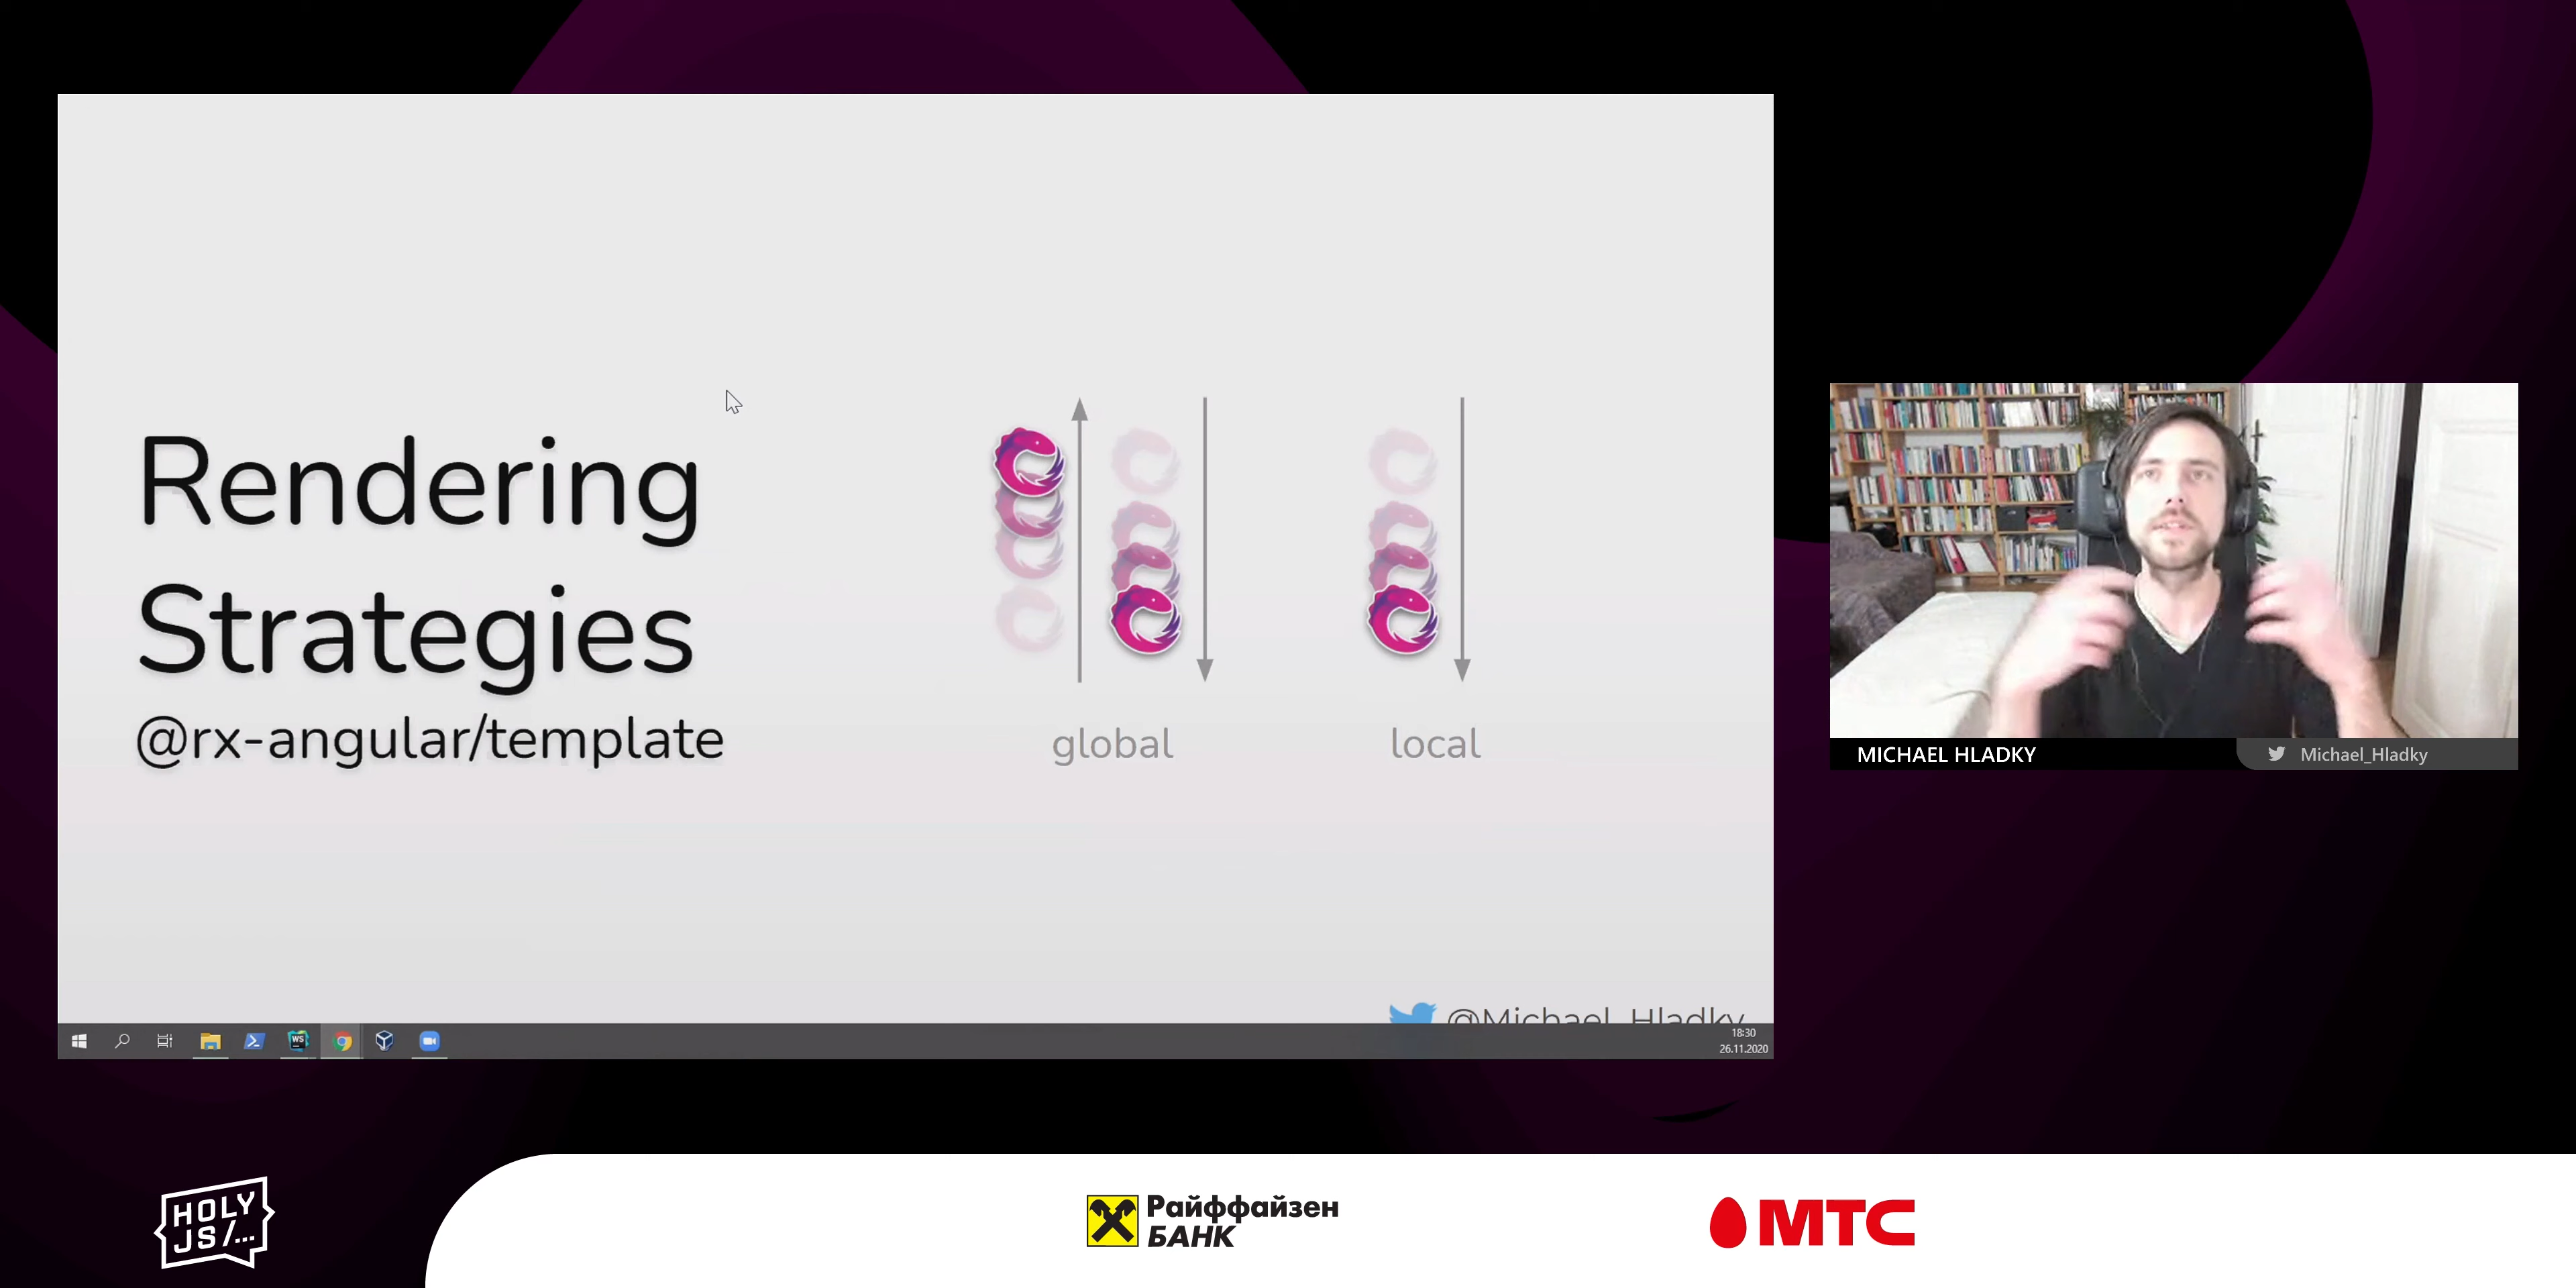 Rendering
Strategies
@rx-angular/template
global
local
@Michael_Hladky
WS
18:30
26.11.2020
MICHAEL HLADKY
Michael_Hladky
HOLY
JS/...
Райффайзен
БАНК
МТС